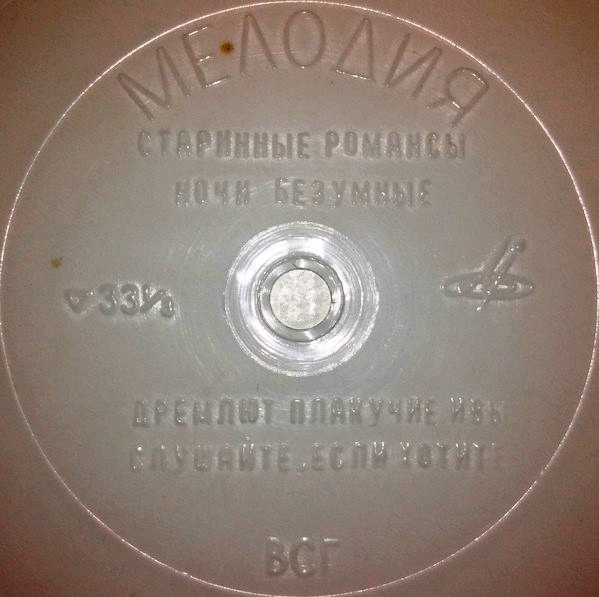 МЕЛОДИЯ
СТАРИННЫЕ РОМАНСЫ
НОЧИ БЕЗУМНЫЕ
33⅓
ДРЕМЛЮТ ПЛАКУЧИЕ ИВЫ
СЛУШАЙТЕ, ЕСЛИ ХОТИТЕ
ВСГ